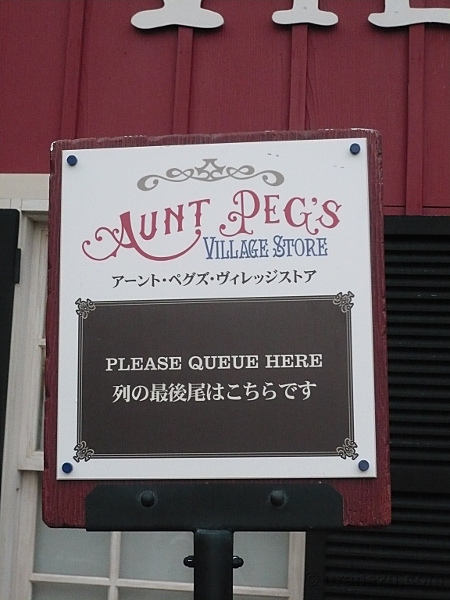 AUNT PEG'S
VILLAGE STORE
アーント・ペグズ・ヴィレッジストア
PLEASE QUEUE HERE
列の最後尾はこちらです